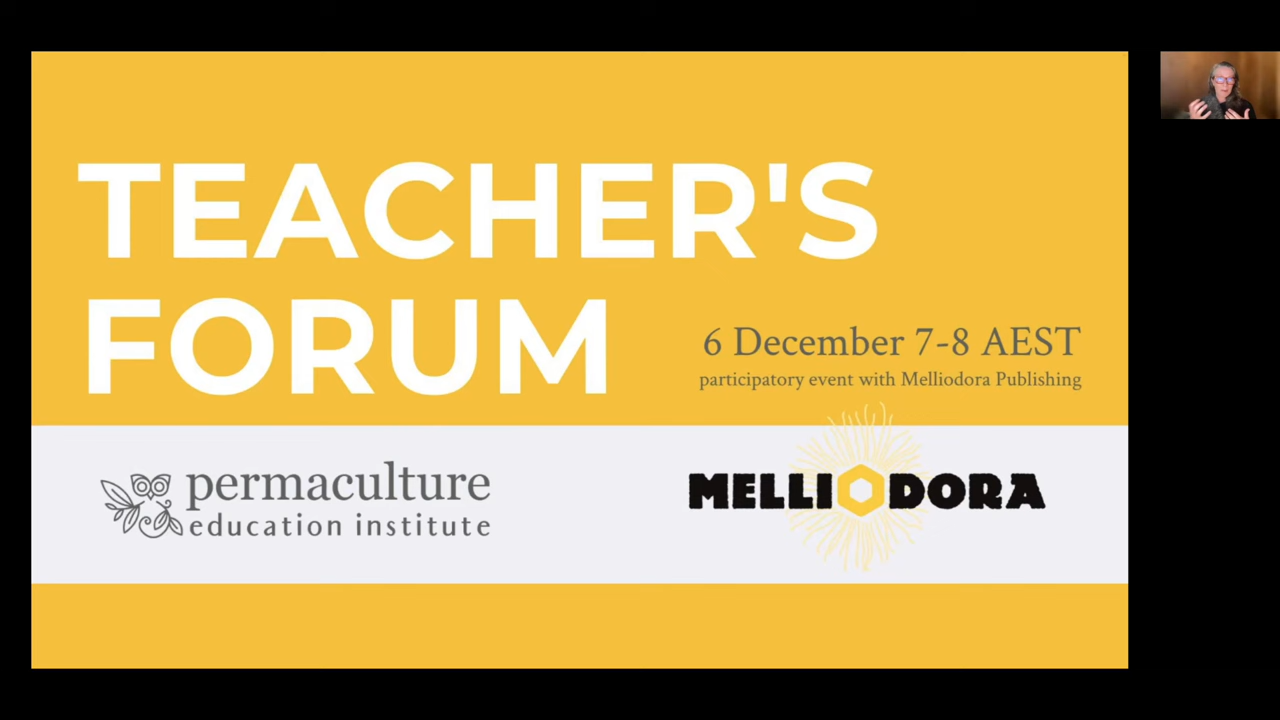 TEACHER'S
FORUM
6 December 7-8 AEST
participatory event with Melliodora Publishing
permaculture
education institute
MELLIODORA